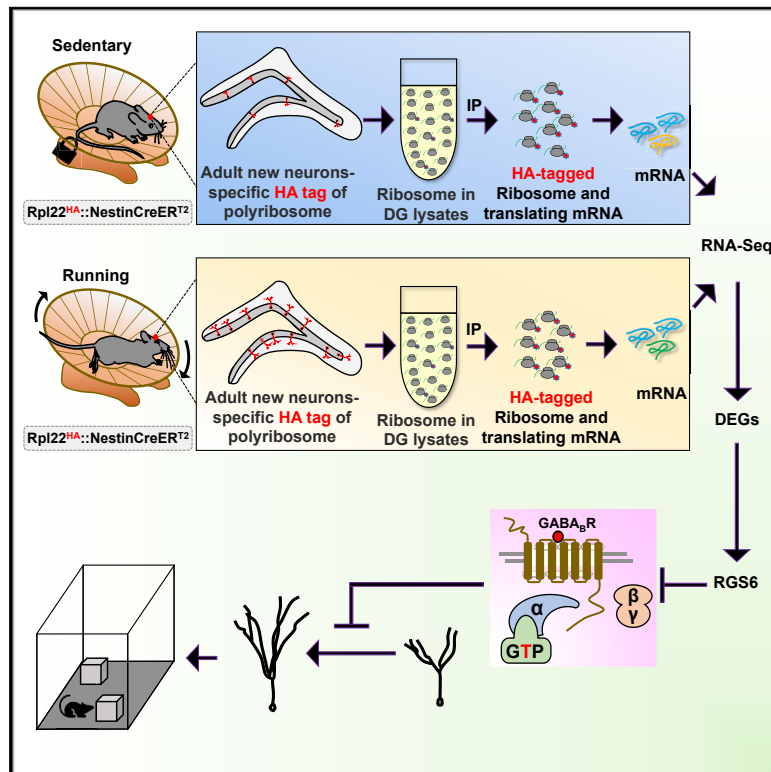 Sedentary
Rpl22HA::NestinCreERT2
Adult new neurons-
specific HA tag of
polyribosome
Ribosome in
DG lysates
IP
HA-tagged
Ribosome and
translating mRNA
mRNA
RNA-Seq
Running
Rpl22HA::NestinCreERT2
Adult new neurons-
specific HA tag of
polyribosome
Ribosome in
DG lysates
IP
HA-tagged
Ribosome and
translating mRNA
mRNA
DEGs
RGS6
GABABR
α
GTP
β
γ